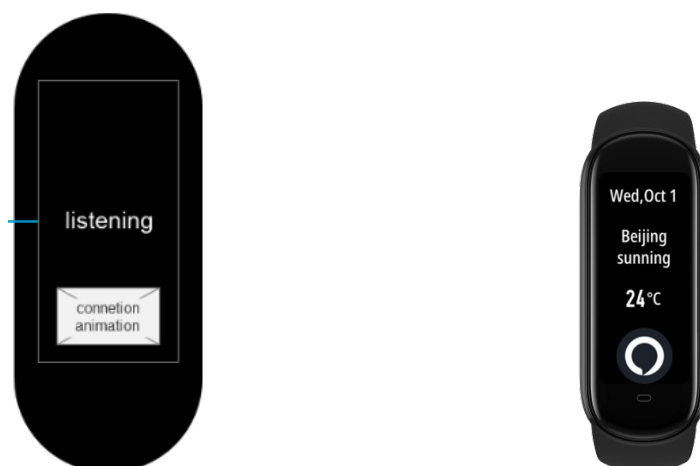 listening
connetion
animation
Wed,Oct 1
Beijing
sunning
24°C